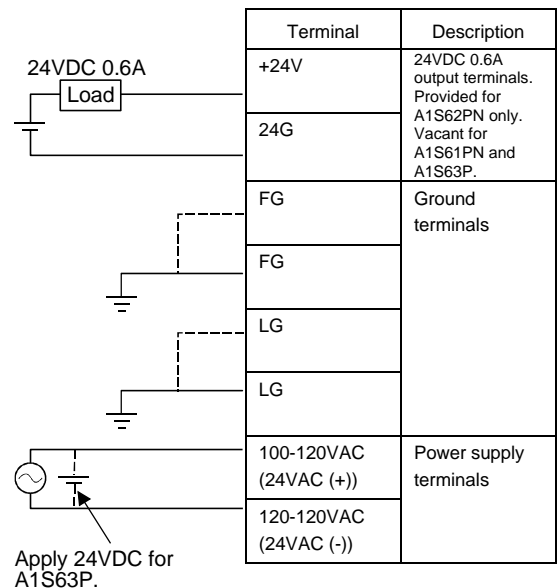 Terminal
Description
24VDC 0.6A
Load
+24V
24VDC 0.6A
output terminals.
Provided for
A1S62PN only.
Vacant for
A1S61PN and
A1S63P.
24G
FG
Ground
terminals
FG
LG
LG
100-120VAC
(24VAC (+))
Power supply
terminals
120-120VAC
(24VAC (-))
Apply 24VDC for
A1S63P.